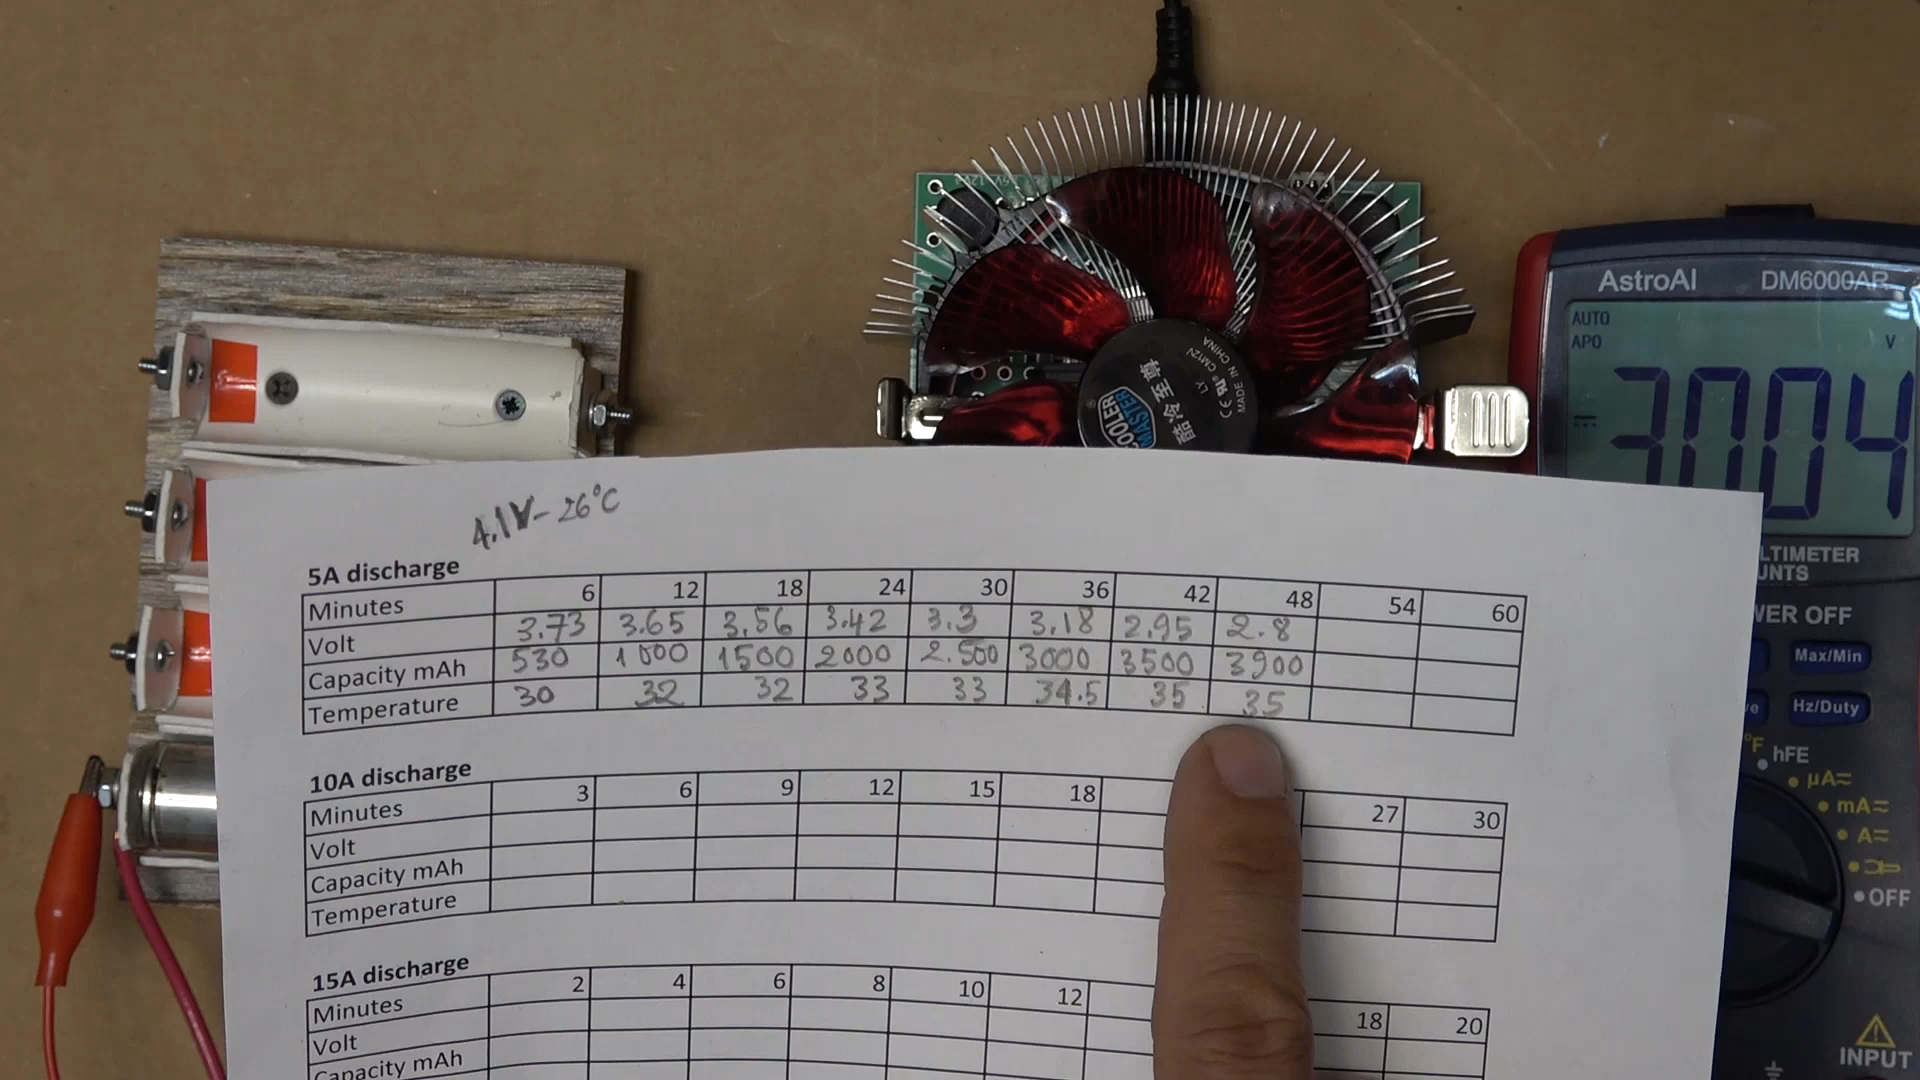 AstroAI DM6000AR
AUTO
APO
V
3004
COOLER
MASTER
酷冷至尊
LY
CM12V
MADE IN CHINA
4.1V - 26°C
5A discharge
Minutes 6 12 18 24 30 36 42 48 54 60
Volt 3.73 3.65 3.56 3.42 3.3 3.18 2.95 2.8
Capacity mAh 530 1000 1500 2000 2.500 3000 3500 3900
Temperature 30 32 32 33 33 34.5 35 35
10A discharge
Minutes 3 6 9 12 15 18 27 30
Volt
Capacity mAh
Temperature
15A discharge
Minutes 2 4 6 8 10 12 18 20
Volt
Capacity mAh
LTIMETER
UNTS
WER OFF
Max/Min
Hz/Duty
°F
hFE
µA
mA
A
OFF
INPUT